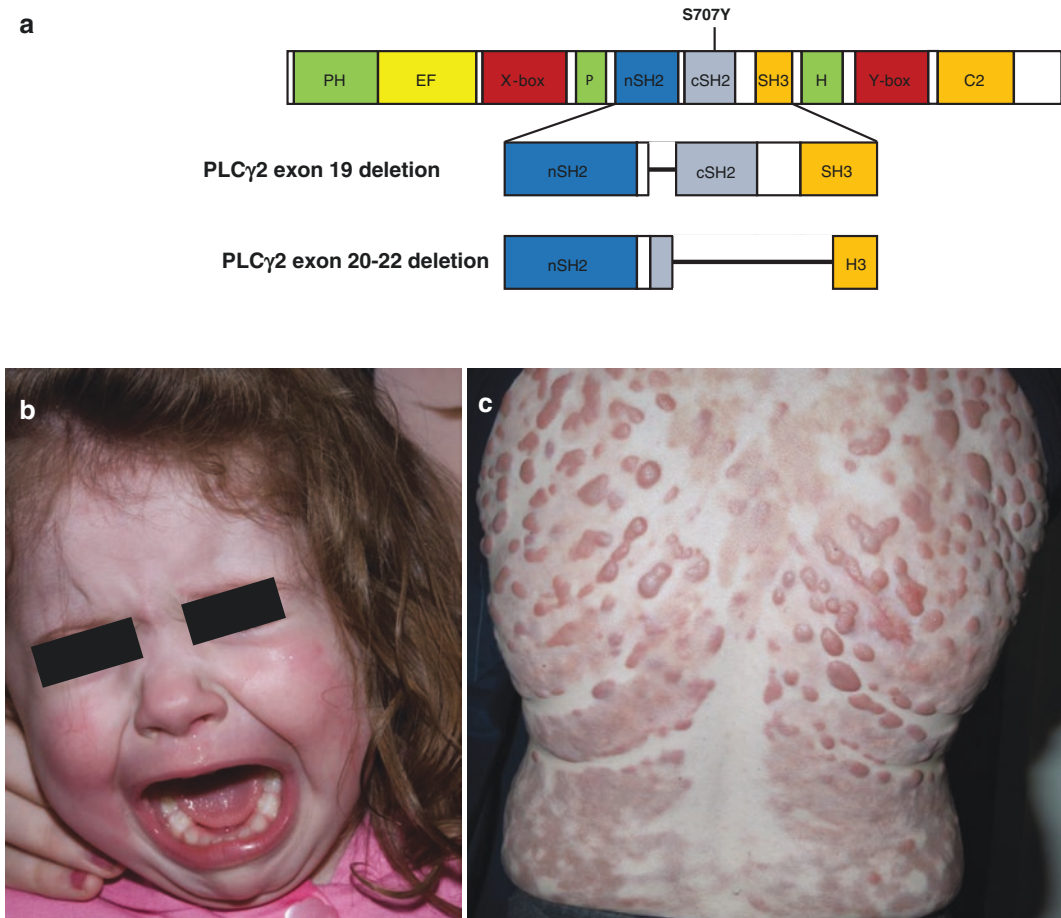 a
S707Y
PH EF X-box P nSH2 cSH2 SH3 H Y-box C2
PLCγ2 exon 19 deletion
nSH2 cSH2 SH3
PLCγ2 exon 20-22 deletion
nSH2 H3
b
c